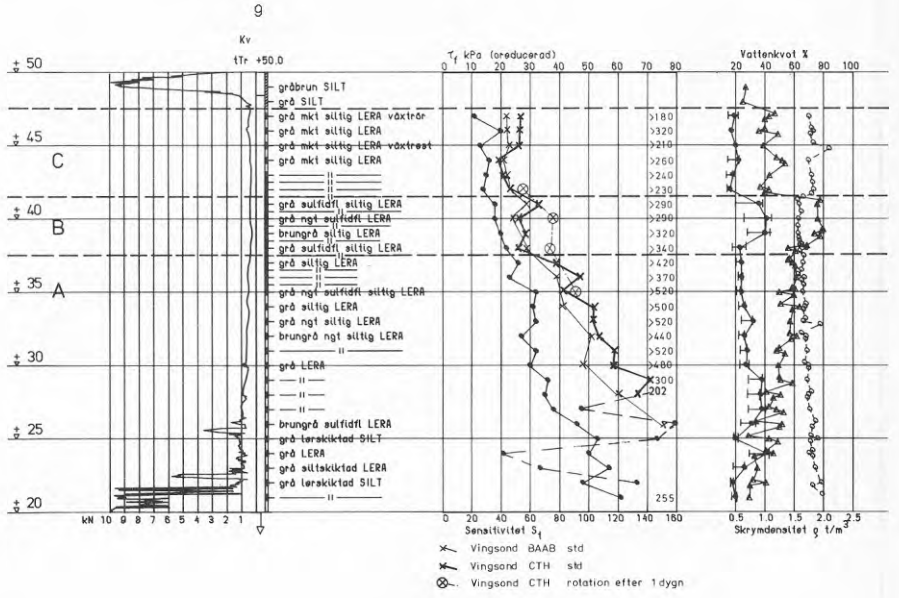 9
Kv
tTr +50.0
τf kPa (oreducerad)
Vattenkvot %
0 10 20 30 40 50 60 70 80
20 40 60 80 100
+ 50
gråbrun SILT
grå SILT
grå mkt siltig LERA växtrör >180
grå mkt siltig LERA >320
+ 45
grå mkt siltig LERA växtrest >210
C
grå mkt siltig LERA >260
—— " —— >240
—— " —— >230
grå sulfidfl siltig LERA >290
+ 40
grå ngt sulfidfl LERA >290
B
brungrå siltig LERA >320
grå sulfidfl siltig LERA >340
grå siltig LERA >420
—— " —— >370
+ 35
A
grå ngt sulfidfl siltig LERA >520
grå siltig LERA >500
grå ngt siltig LERA >520
brungrå ngt siltig LERA >440
—— " —— >520
+ 30
grå LERA >480
— " — >300
— " — 202
— " —
brungrå sulfidfl LERA
+ 25
grå lerskiktad SILT
grå LERA
grå siltskiktad LERA
grå lerskiktad SILT
—— " —— 255
+ 20
kN 10 9 8 7 6 5 4 3 2 1
0 20 40 60 80 100 120 140 160
0.5 1.0 1.5 2.0 2.5
Sensitivitet St
Skrymdensitet ρ t/m³
Vingsond BAAB std
Vingsond CTH std
Vingsond CTH rotation efter 1 dygn